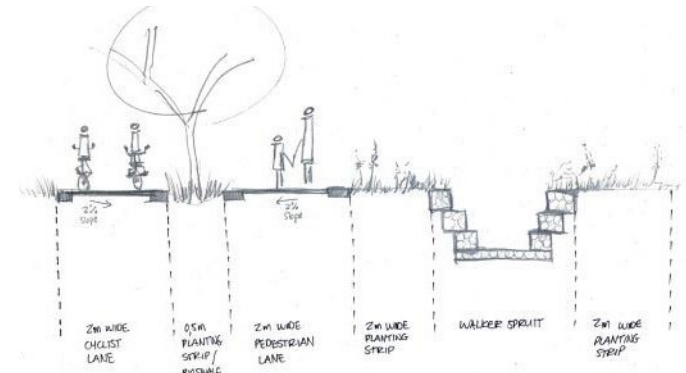 2%
Slope
2%
Slope
2m WIDE
CYCLIST
LANE
0,5m
PLANTING
STRIP/
BIOSWALE
2m WIDE
PEDESTRIAN
LANE
2m WIDE
PLANTING
STRIP
WALKER SPRUIT
2m WIDE
PLANTING
STRIP